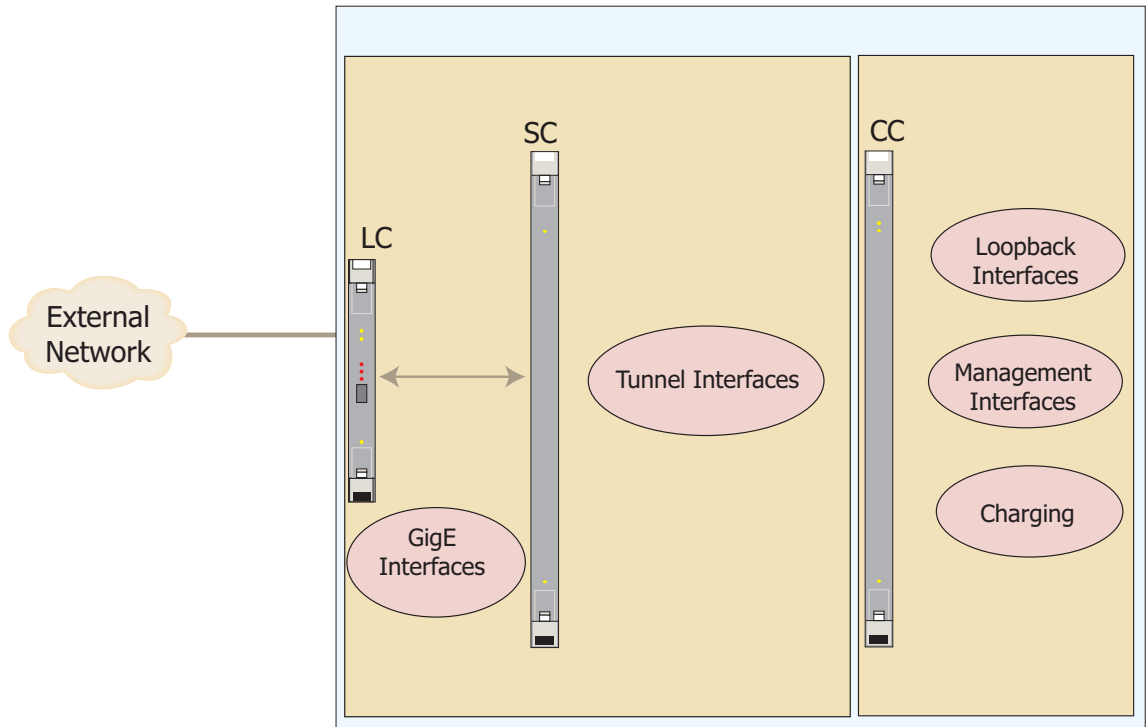 SC
CC
LC
External
Network
Loopback
Interfaces
Tunnel Interfaces
Management
Interfaces
GigE
Interfaces
Charging